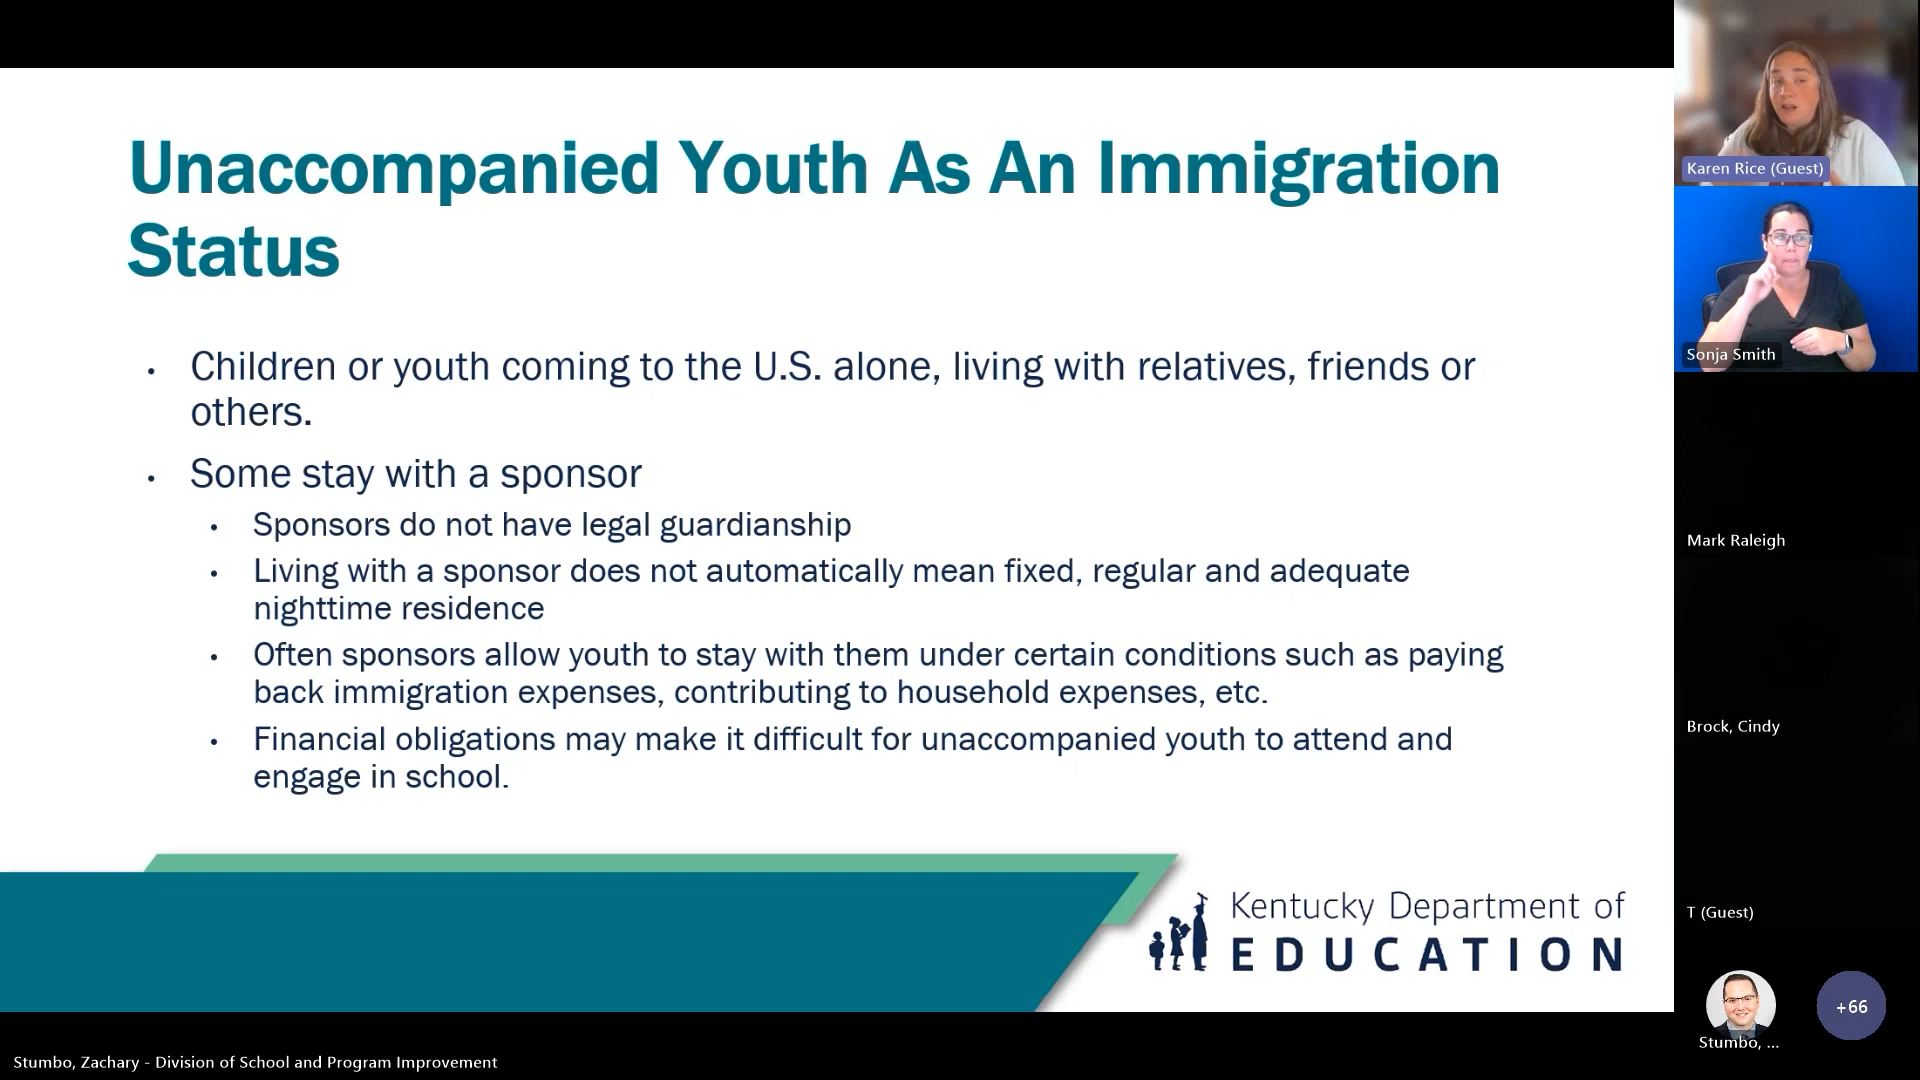 Unaccompanied Youth As An Immigration
Status
• Children or youth coming to the U.S. alone, living with relatives, friends or
others.
• Some stay with a sponsor
• Sponsors do not have legal guardianship
• Living with a sponsor does not automatically mean fixed, regular and adequate
nighttime residence
• Often sponsors allow youth to stay with them under certain conditions such as paying
back immigration expenses, contributing to household expenses, etc.
• Financial obligations may make it difficult for unaccompanied youth to attend and
engage in school.
Kentucky Department of
EDUCATION
Karen Rice (Guest)
Sonja Smith
Mark Raleigh
Brock, Cindy
T (Guest)
+66
Stumbo, ...
Stumbo, Zachary - Division of School and Program Improvement